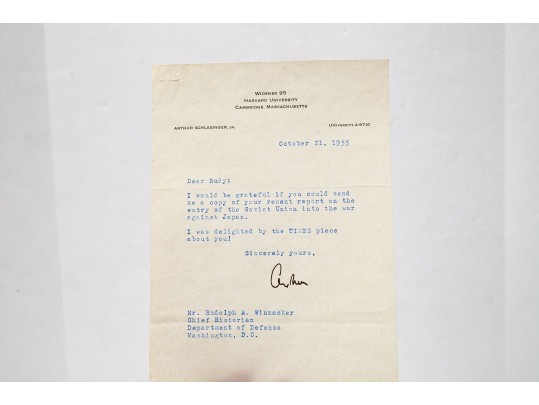 WIDENER 95
HARVARD UNIVERSITY
CAMBRIDGE, MASSACHUSETTS
ARTHUR SCHLESINGER, JR. UNIVERSITY 4-9710
October 21, 1955
Dear Rudy:
I would be grateful if you could send
me a copy of your recent report on the
entry of the Soviet Union into the war
against Japan.
I was delighted by the TIMES piece
about you!
Sincerely yours,
Arthur
Mr. Rudolph A. Winnacker
Chief Historian
Department of Defense
Washington, D.C.